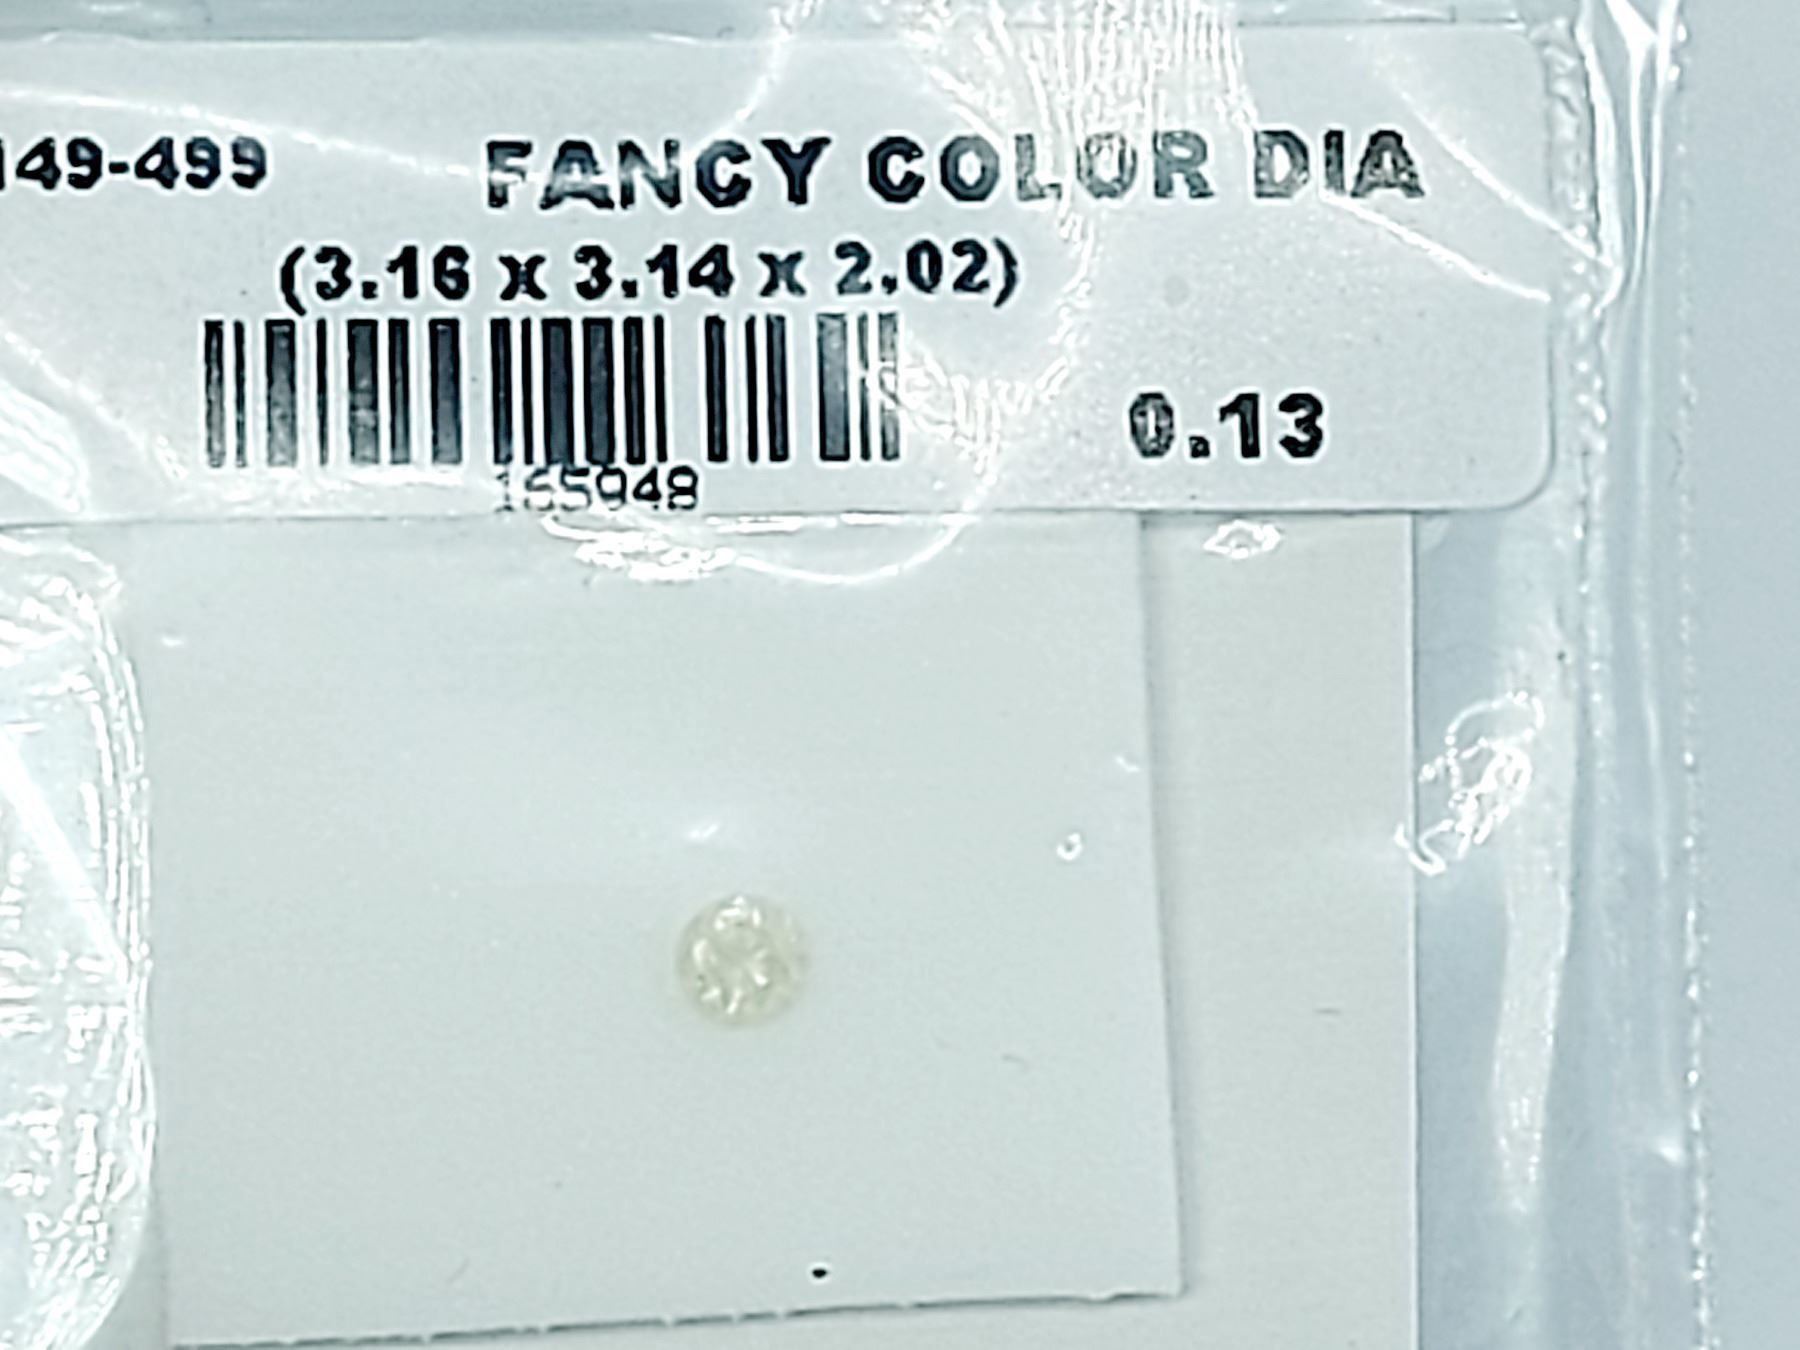 149-499 FANCY COLOR DIA
(3.16 x 3.14 x 2.02)
0.13
165948